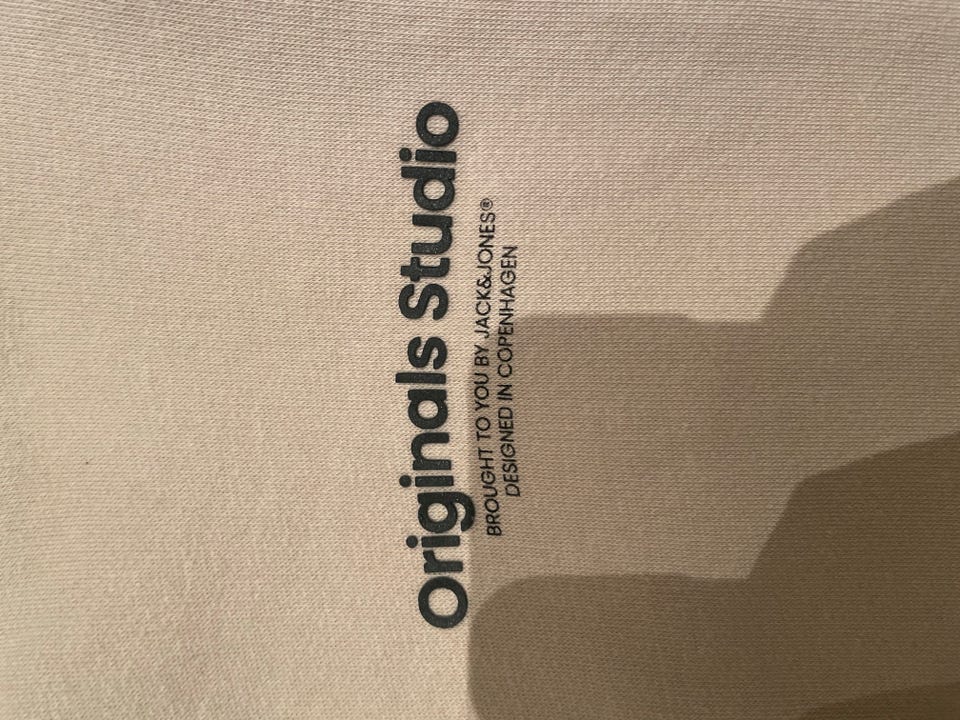 Originals Studio
BROUGHT TO YOU BY JACK&JONES®
DESIGNED IN COPENHAGEN